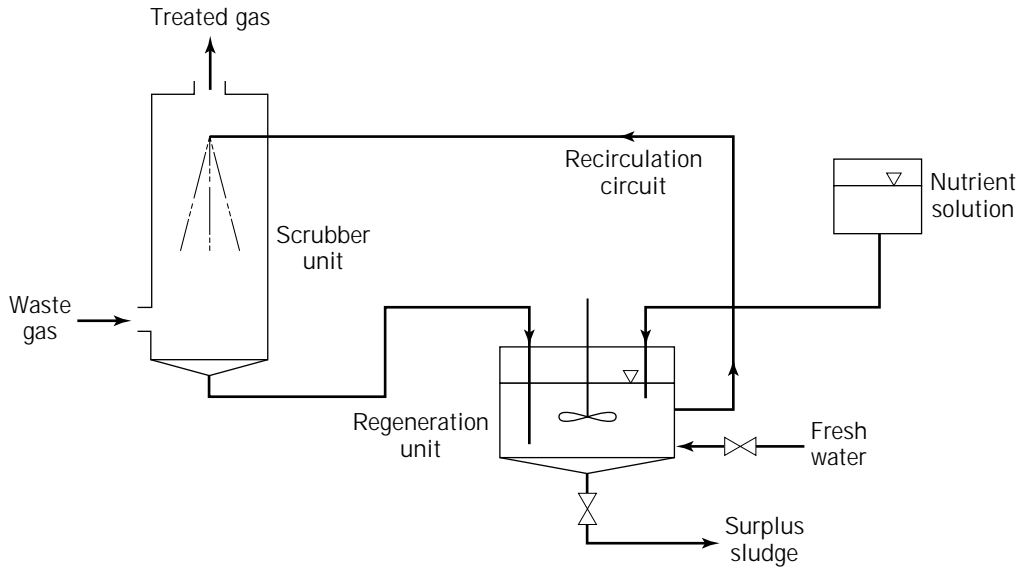 Treated gas
Recirculation
circuit
Nutrient
solution
Scrubber
unit
Waste
gas
Regeneration
unit
Fresh
water
Surplus
sludge